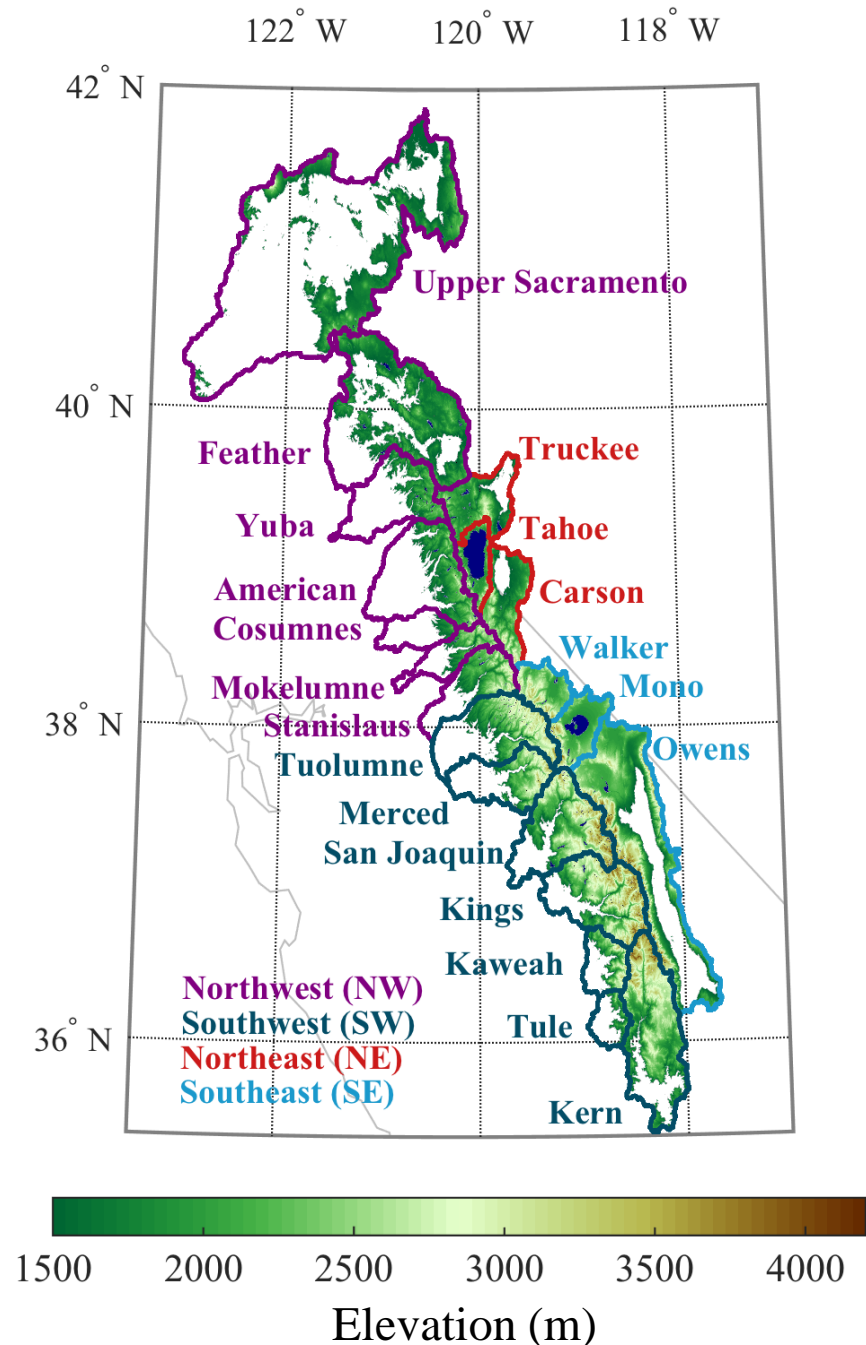 122° W 120° W 118° W
42° N
Upper Sacramento
40° N
Feather
Truckee
Yuba
Tahoe
American
Carson
Cosumnes
Walker
Mokelumne
Mono
38° N
Stanislaus
Owens
Tuolumne
Merced
San Joaquin
Kings
Kaweah
Northwest (NW)
Southwest (SW)
Tule
36° N
Northeast (NE)
Southeast (SE)
Kern
1500 2000 2500 3000 3500 4000
Elevation (m)